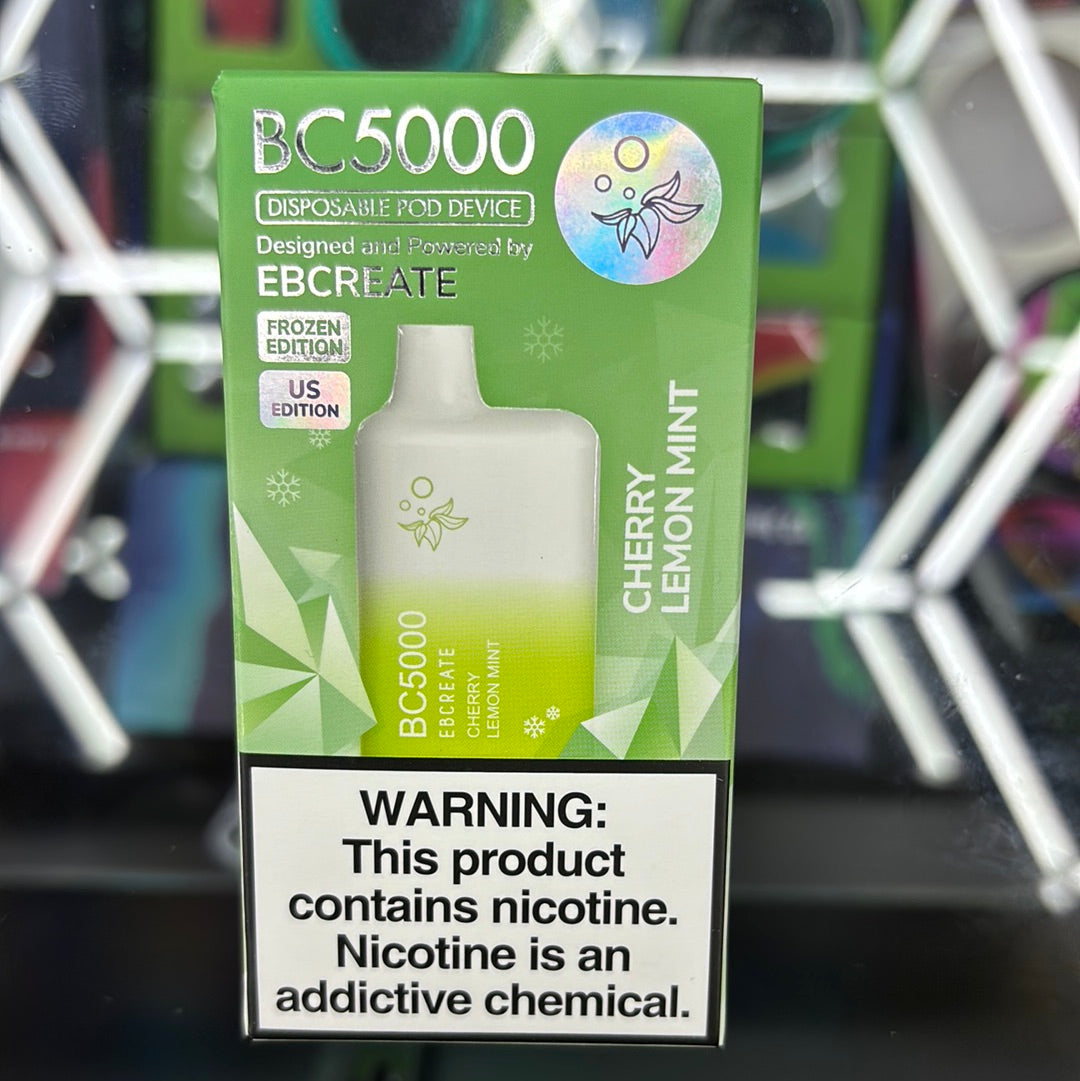 BC5000
DISPOSABLE POD DEVICE
Designed and Powered by
EBCREATE
FROZEN
EDITION
US
EDITION
CHERRY
LEMON MINT
BC5000
EBCREATE
CHERRY
LEMON MINT
WARNING:
This product
contains nicotine.
Nicotine is an
addictive chemical.